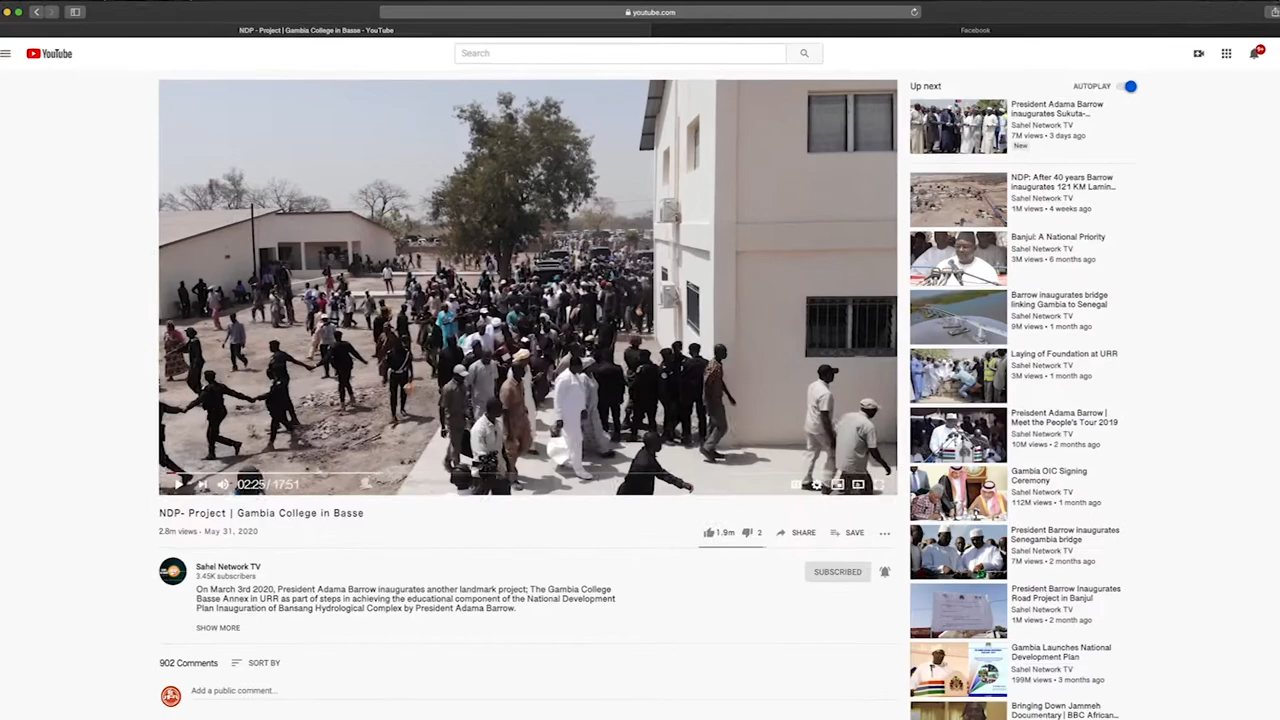 youtube.com
NDP - Project | Gambia College in Basse - YouTube
Facebook
YouTube
Search
9+
Up next
AUTOPLAY
President Adama Barrow
inaugurates Sukuta-...
Sahel Network TV
7M views • 3 days ago
New
NDP: After 40 years Barrow
inaugurates 121 KM Lamin...
Sahel Network TV
1M views • 4 weeks ago
Banjul: A National Priority
Sahel Network TV
3M views • 6 months ago
Barrow inaugurates bridge
linking Gambia to Senegal
Sahel Network TV
9M views • 1 month ago
Laying of Foundation at URR
Sahel Network TV
3M views • 1 month ago
Preisdent Adama Barrow |
Meet the People's Tour 2019
Sahel Network TV
10M views • 2 months ago
Gambia OIC Signing
Ceremony
Sahel Network TV
112M views • 1 month ago
President Barrow inaugurates
Senegambia bridge
Sahel Network TV
7M views • 2 months ago
President Barrow Inaugurates
Road Project in Banjul
Sahel Network TV
1M views • 2 month ago
Gambia Launches National
Development Plan
Sahel Network TV
199M views • 3 months ago
Bringing Down Jammeh
Documentary | BBC African...
02:25 / 17:51
NDP- Project | Gambia College in Basse
2.8m views - May 31, 2020
1.9m
2
SHARE
SAVE
Sahel Network TV
3.45K subscribers
SUBSCRIBED
On March 3rd 2020, President Adama Barrow inaugurates another landmark project; The Gambia College
Basse Annex in URR as part of steps in achieving the educational component of the National Development
Plan Inauguration of Bansang Hydrological Complex by President Adama Barrow.
SHOW MORE
902 Comments
SORT BY
Add a public comment...